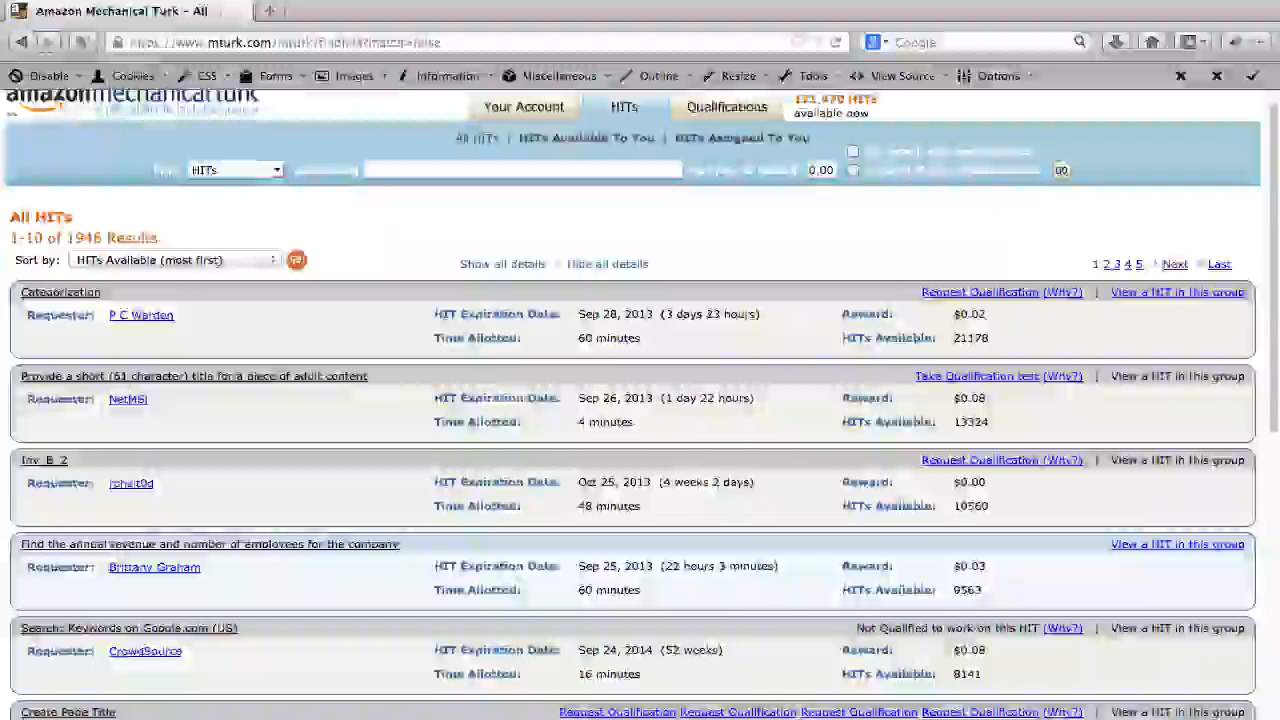 Amazon Mechanical Turk - All
https://www.mturk.com/mturk/
Google
Disable Cookies CSS Forms Images Information Miscellaneous Outline Resize Tools View Source Options
amazonmechanicalturk
Your Account HITs Qualifications
available now
All HITs | HITs Available To You | HITs Assigned To You
HITs 0.00 GO
All HITs
1-10 of 1946 Results
Sort by: HITs Available (most first) Show all details Hide all details 1 2 3 4 5 Next Last
Categorization Request Qualification (Why?) | View a HIT in this group
Requester: P C Warden HIT Expiration Date: Sep 28, 2013 (3 days 23 hours) Reward: $0.02
Time Allotted: 60 minutes HITs Available: 21178
Provide a short (61 character) title for a piece of adult content Take Qualification test (Why?) | View a HIT in this group
Requester: HIT Expiration Date: Sep 26, 2013 (1 day 22 hours) Reward: $0.08
Time Allotted: 4 minutes HITs Available: 13324
Inv_B_2 Request Qualification (Why?) | View a HIT in this group
Requester: HIT Expiration Date: Oct 25, 2013 (4 weeks 2 days) Reward: $0.00
Time Allotted: 48 minutes HITs Available: 10560
Find the annual revenue and number of employees for the company View a HIT in this group
Requester: Brittany Graham HIT Expiration Date: Sep 25, 2013 (22 hours 3 minutes) Reward: $0.03
Time Allotted: 60 minutes HITs Available: 9563
Search: Keywords on Google.com (US) Not Qualified to work on this HIT (Why?) | View a HIT in this group
Requester: CrowdSource HIT Expiration Date: Sep 24, 2014 (52 weeks) Reward: $0.08
Time Allotted: 16 minutes HITs Available: 8141
Create Page Title Request Qualification Request Qualification Request Qualification Request Qualification (Why?) | View a HIT in this group